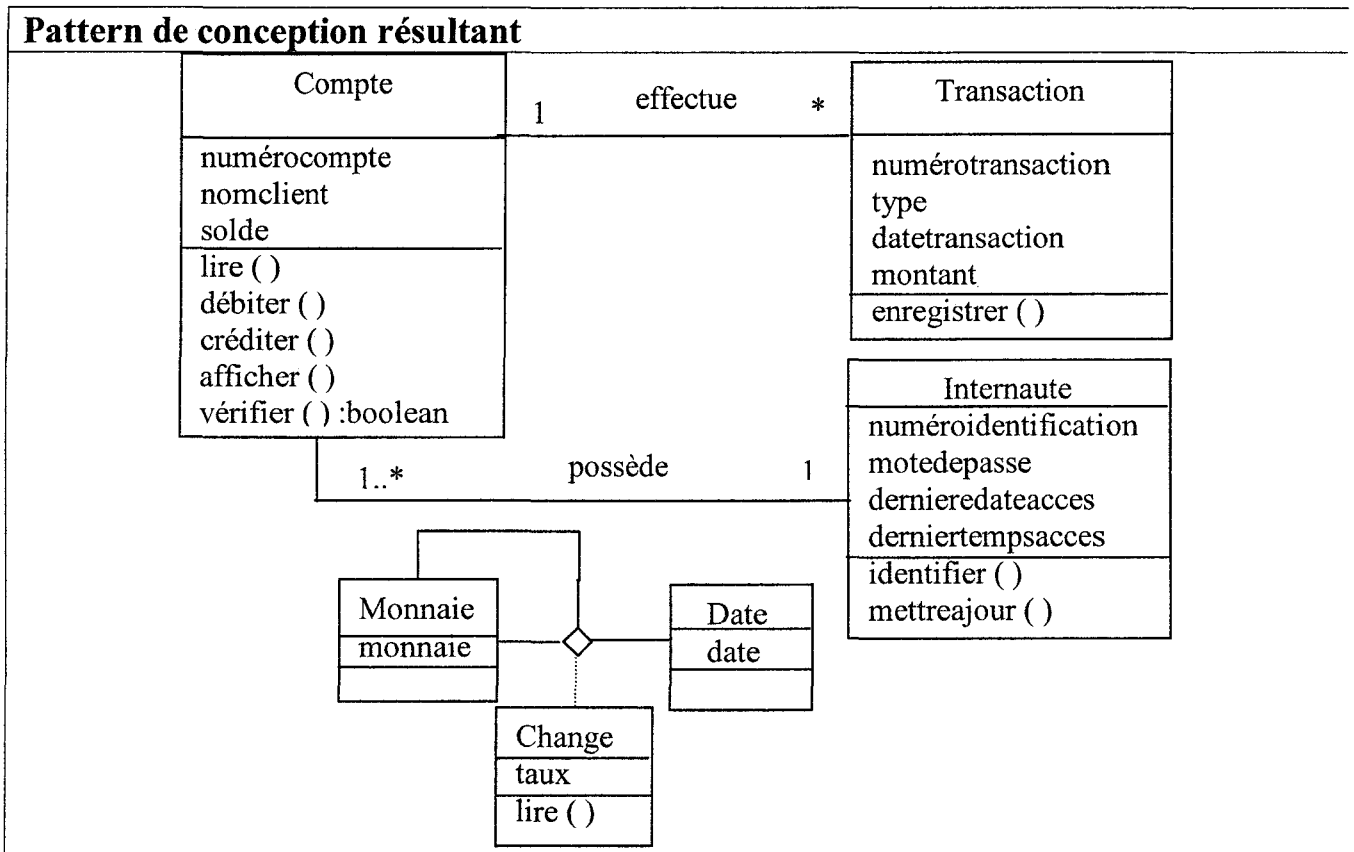 Pattern de conception résultant
Compte
numérocompte
nomclient
solde
lire ( )
débiter ( )
créditer ( )
afficher ( )
vérifier ( ) :boolean
1 effectue *
Transaction
numérotransaction
type
datetransaction
montant
enregistrer ( )
1..* possède 1
Internaute
numéroidentification
motedepasse
dernieredateacces
derniertempsacces
identifier ( )
mettreajour ( )
Monnaie
monnaie
Date
date
Change
taux
lire ( )